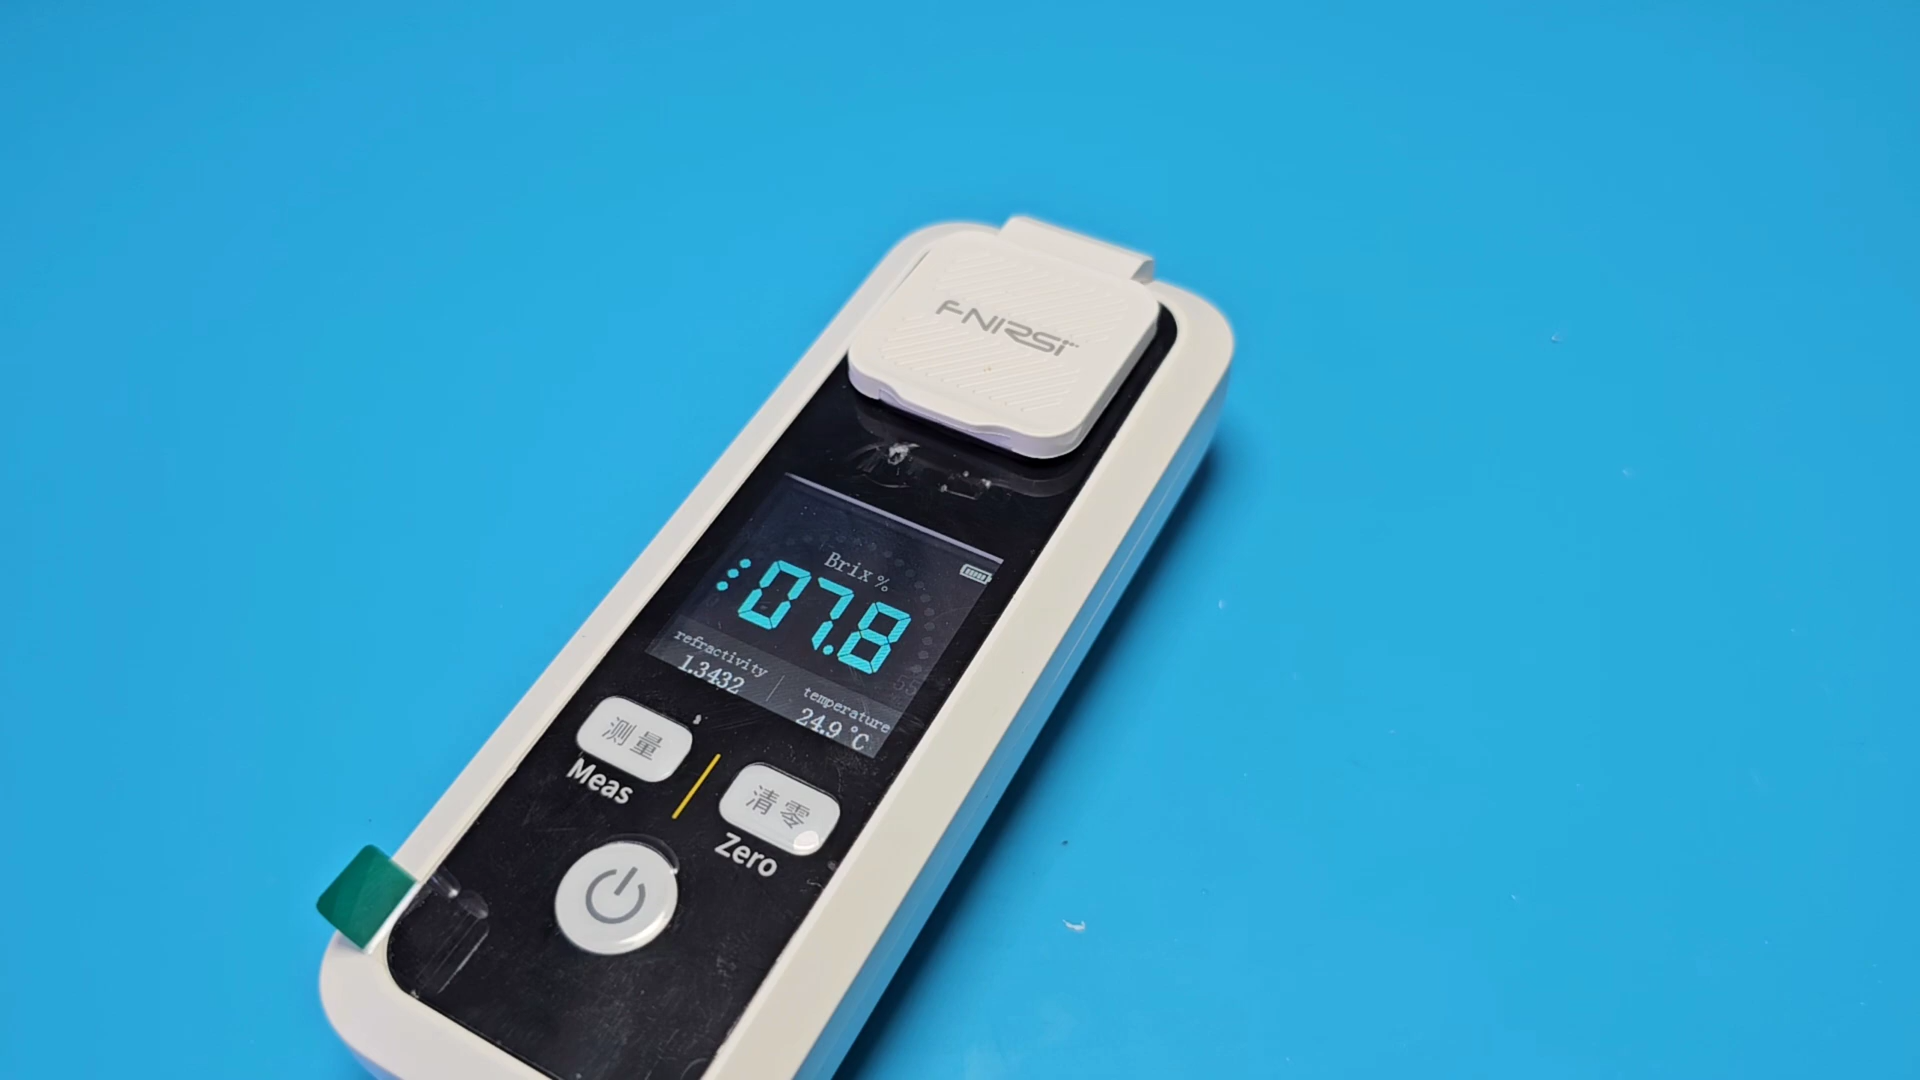 FNIRSI
Brix%
07.8
refractivity
1.3432
temperature
24.9 °C
测量
Meas
清零
Zero